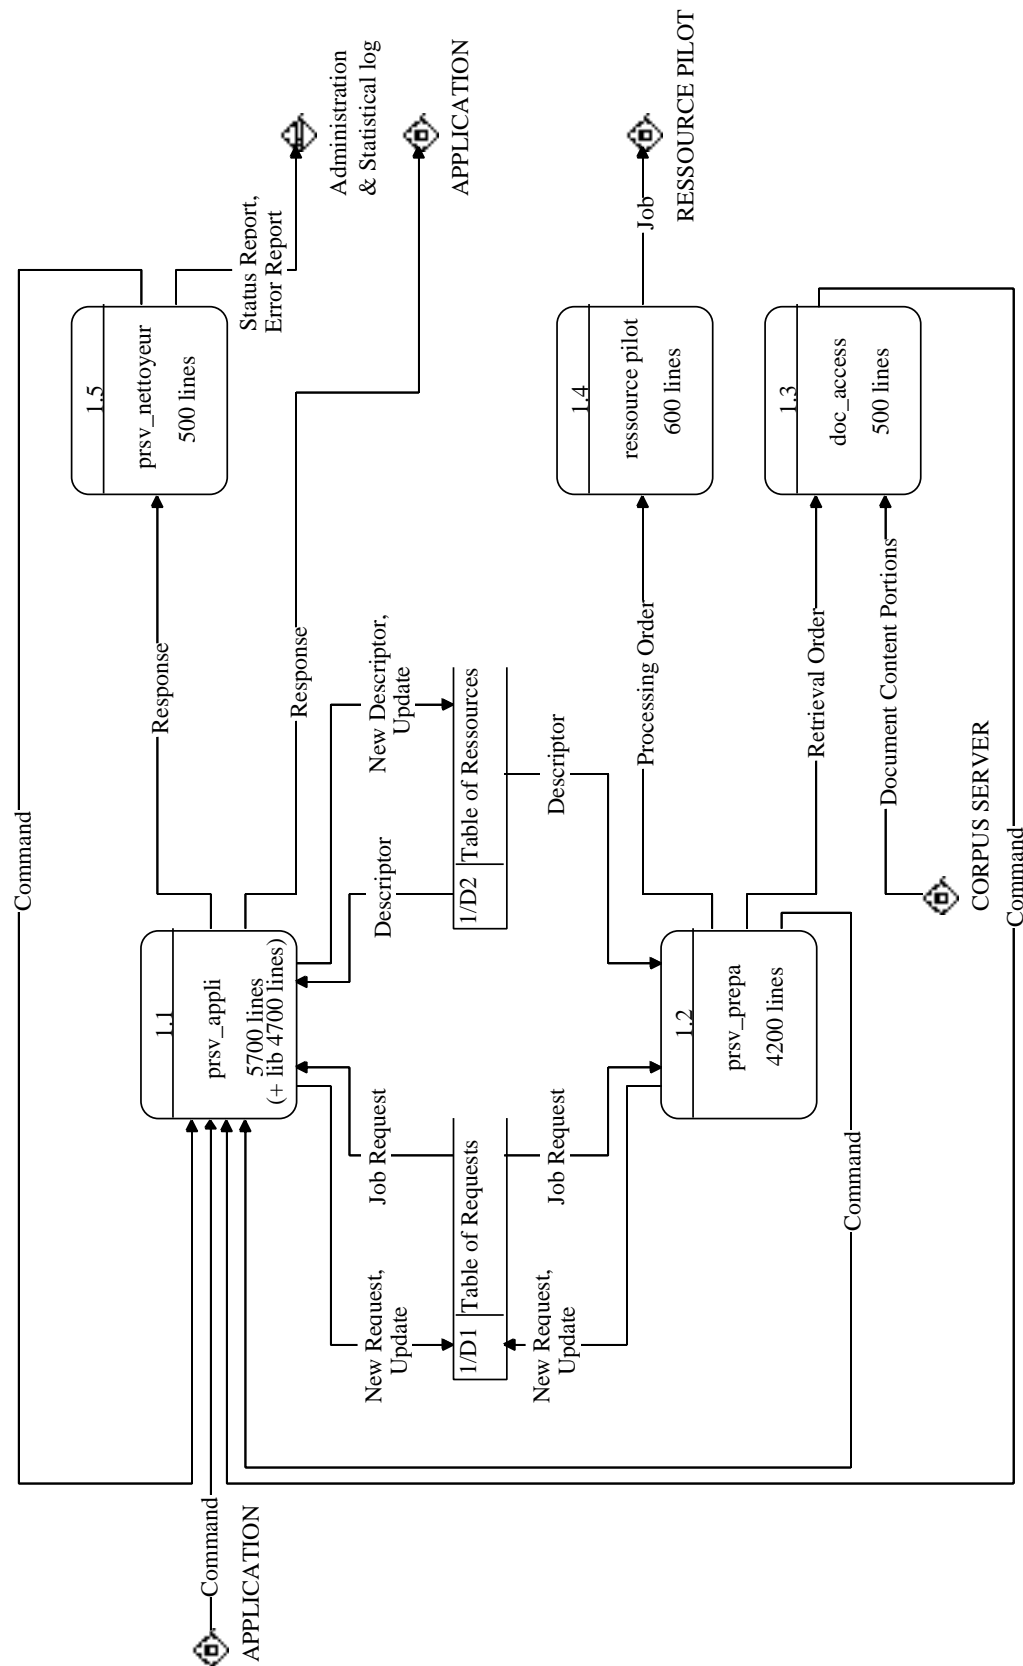 Command
1.5
prsv_nettoyeur
500 lines
Status Report,
Error Report
Administration
& Statistical log
Response
Response
APPLICATION
Command
APPLICATION
1.1
prsv_appli
5700 lines
(+ lib 4700 lines)
New Descriptor,
Update
Descriptor
Job Request
New Request,
Update
1/D1
Table of Requests
1/D2
Table of Ressources
Descriptor
Job Request
New Request,
Update
1.2
prsv_prepa
4200 lines
Processing Order
1.4
ressource pilot
600 lines
Job
RESSOURCE PILOT
Retrieval Order
1.3
doc_access
500 lines
Document Content Portions
CORPUS SERVER
Command
Command